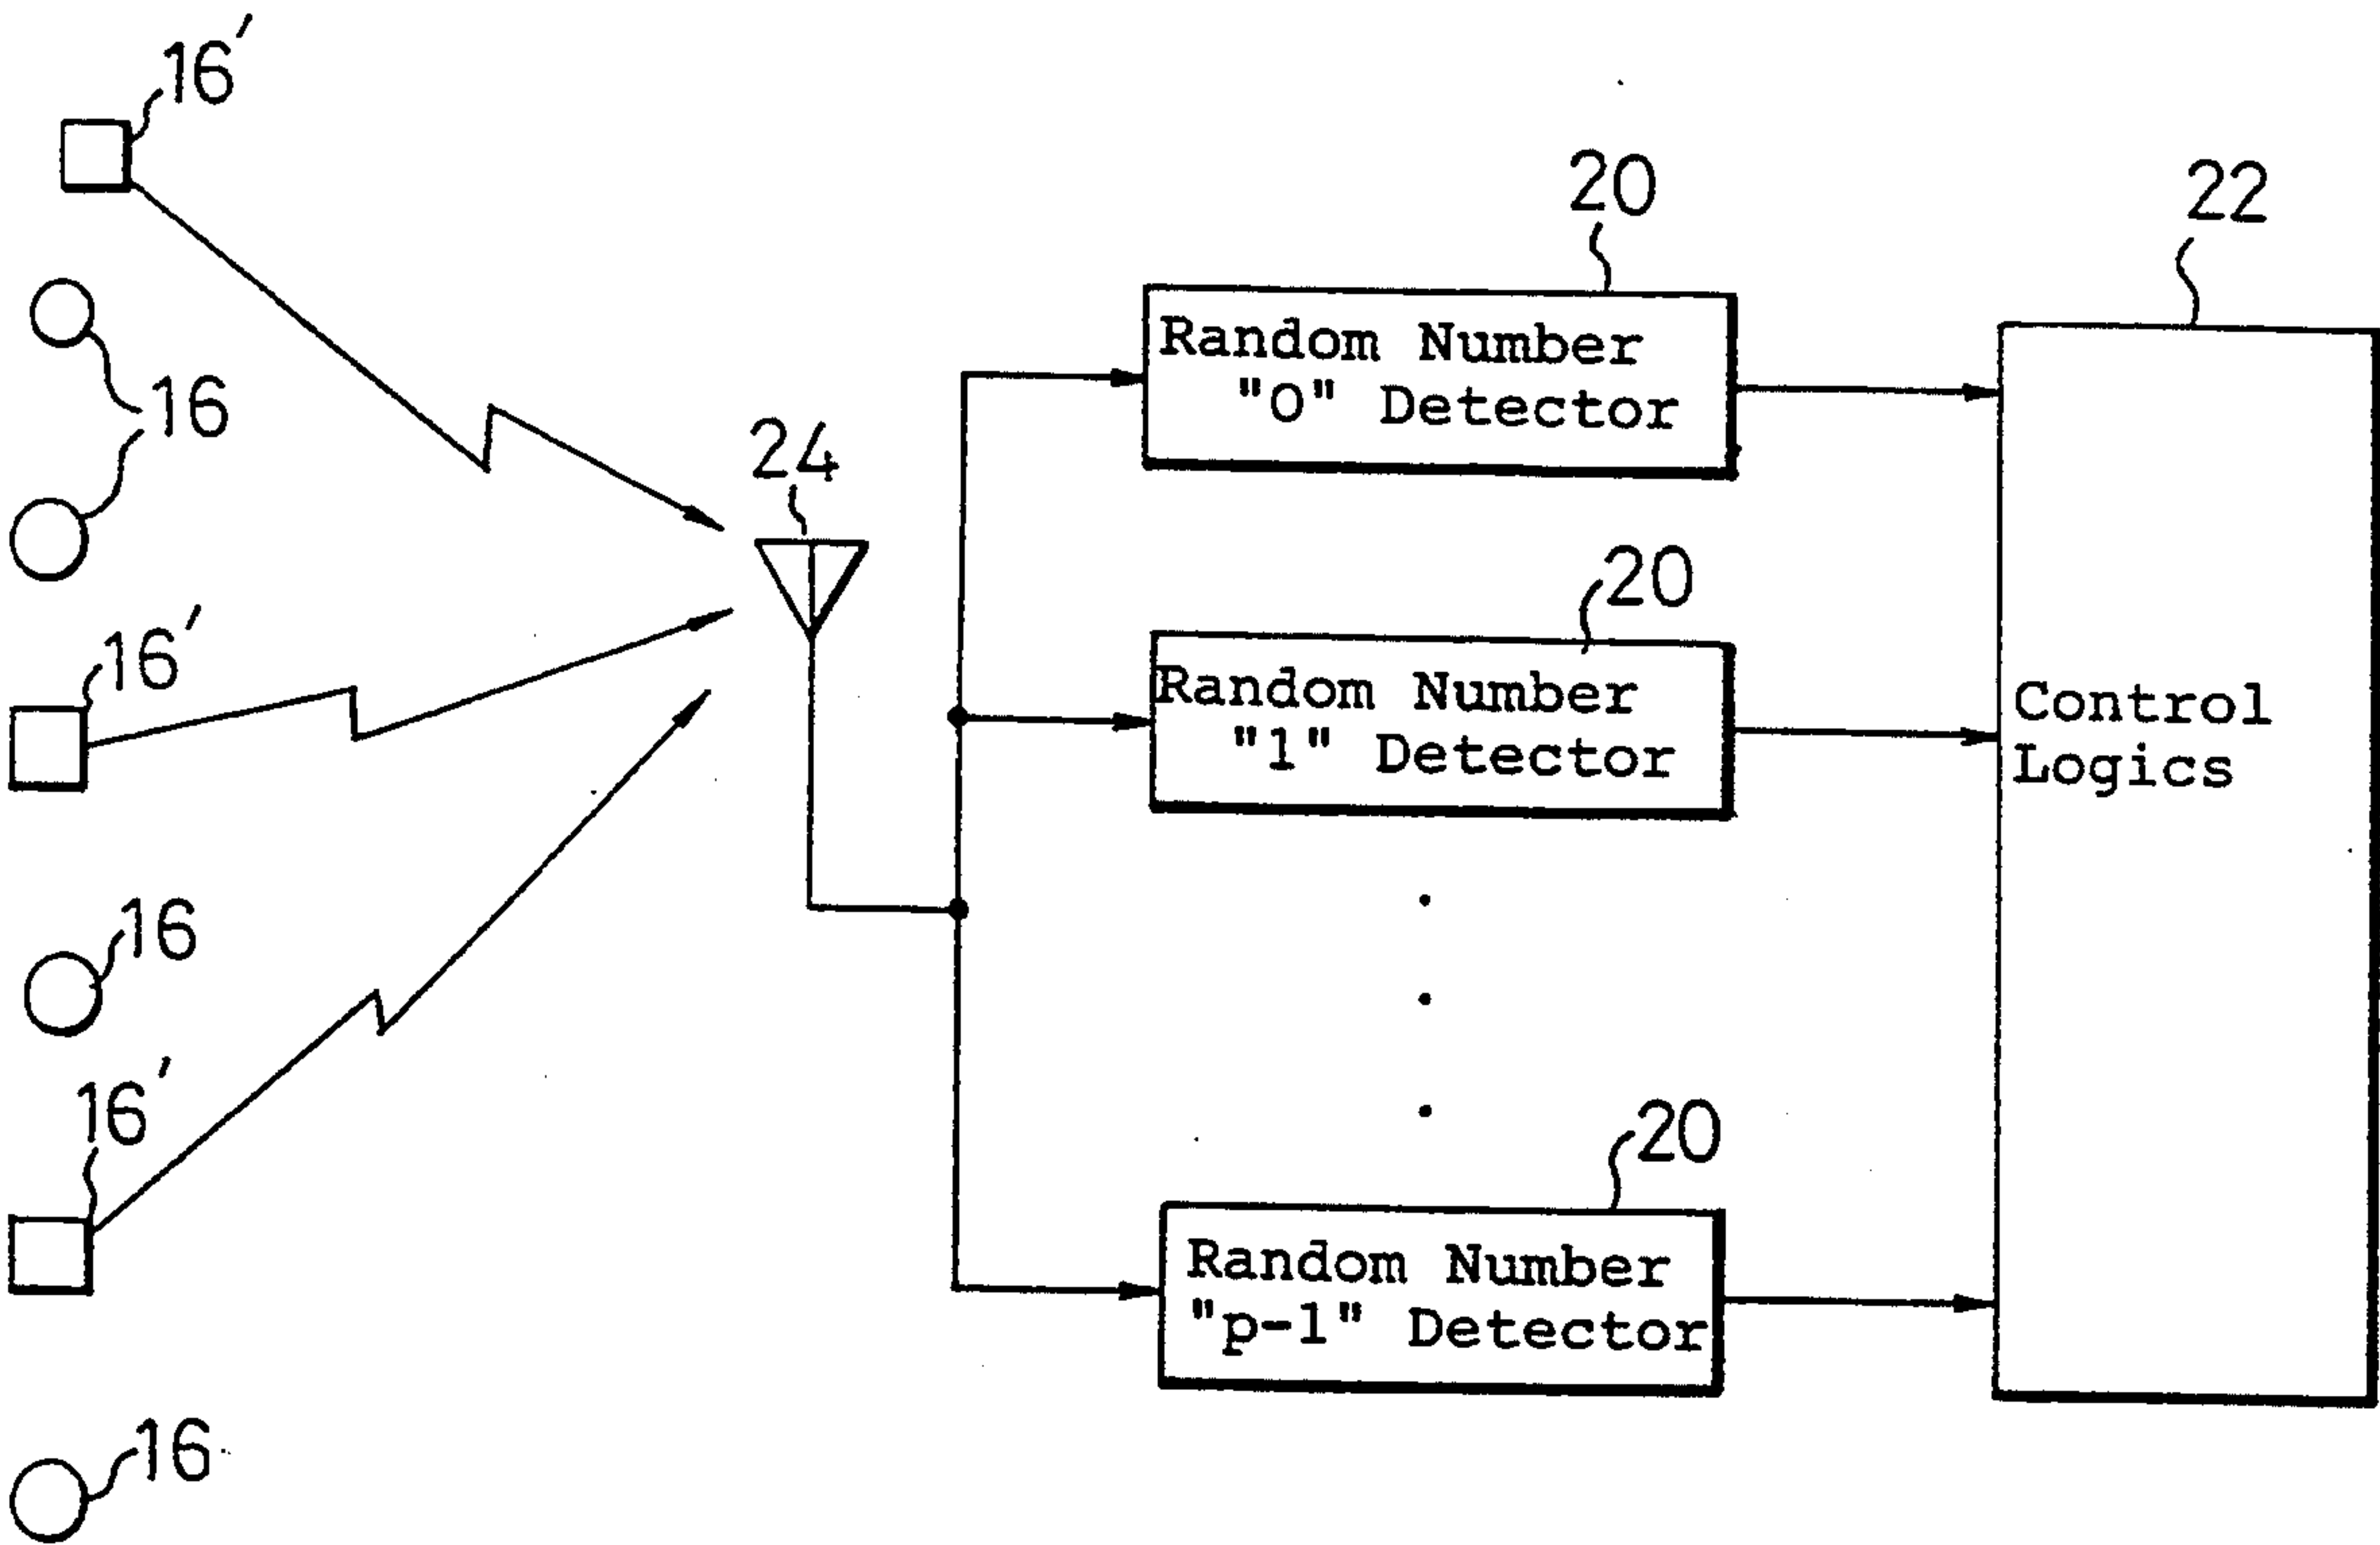 16'
16
24
16'
16
16'
16
20
Random Number
"0" Detector
20
Random Number
"1" Detector
20
Random Number
"p-1" Detector
22
Control
Logics